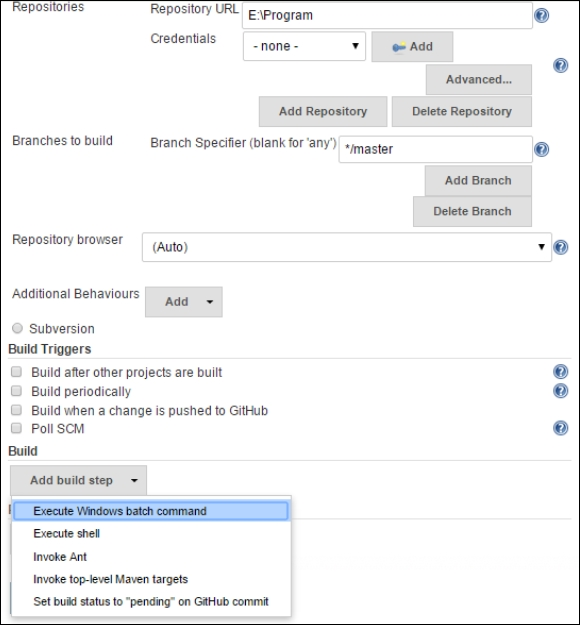 Repositories
Repository URL E:\Program
Credentials - none - Add
Advanced...
Add Repository Delete Repository
Branches to build Branch Specifier (blank for 'any') */master
Add Branch
Delete Branch
Repository browser (Auto)
Additional Behaviours Add
Subversion
Build Triggers
Build after other projects are built
Build periodically
Build when a change is pushed to GitHub
Poll SCM
Build
Add build step
Execute Windows batch command
Execute shell
Invoke Ant
Invoke top-level Maven targets
Set build status to "pending" on GitHub commit